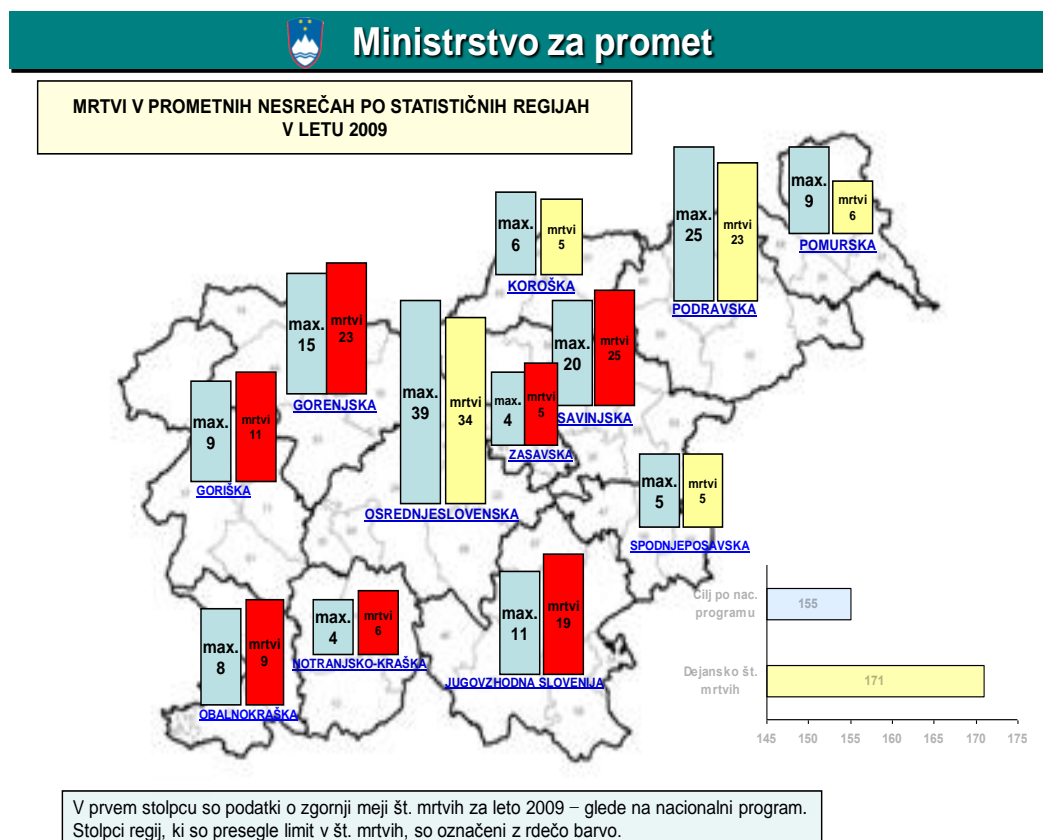 Ministrstvo za promet
MRTVI V PROMETNIH NESREČAH PO STATISTIČNIH REGIJAH
V LETU 2009
max.
9
mrtvi
6
POMURSKA
max.
25
mrtvi
23
PODRAVSKA
max.
6
mrtvi
5
KOROŠKA
max.
15
mrtvi
23
GORENJSKA
max.
20
mrtvi
25
SAVINJSKA
max.
39
mrtvi
34
OSREDNJESLOVENSKA
max.
4
mrtvi
5
ZASAVSKA
max.
9
mrtvi
11
GORIŠKA
max.
5
mrtvi
5
SPODNJEPOSAVSKA
max.
11
mrtvi
19
JUGOVZHODNA SLOVENIJA
max.
4
mrtvi
6
NOTRANJSKO-KRAŠKA
max.
8
mrtvi
9
OBALNOKRAŠKA
Cilj po nac.
programu
155
Dejansko št.
mrtvih
171
145 150 155 160 165 170 175
V prvem stolpcu so podatki o zgornji meji št. mrtvih za leto 2009 – glede na nacionalni program.
Stolpci regij, ki so presegle limit v št. mrtvih, so označeni z rdečo barvo.